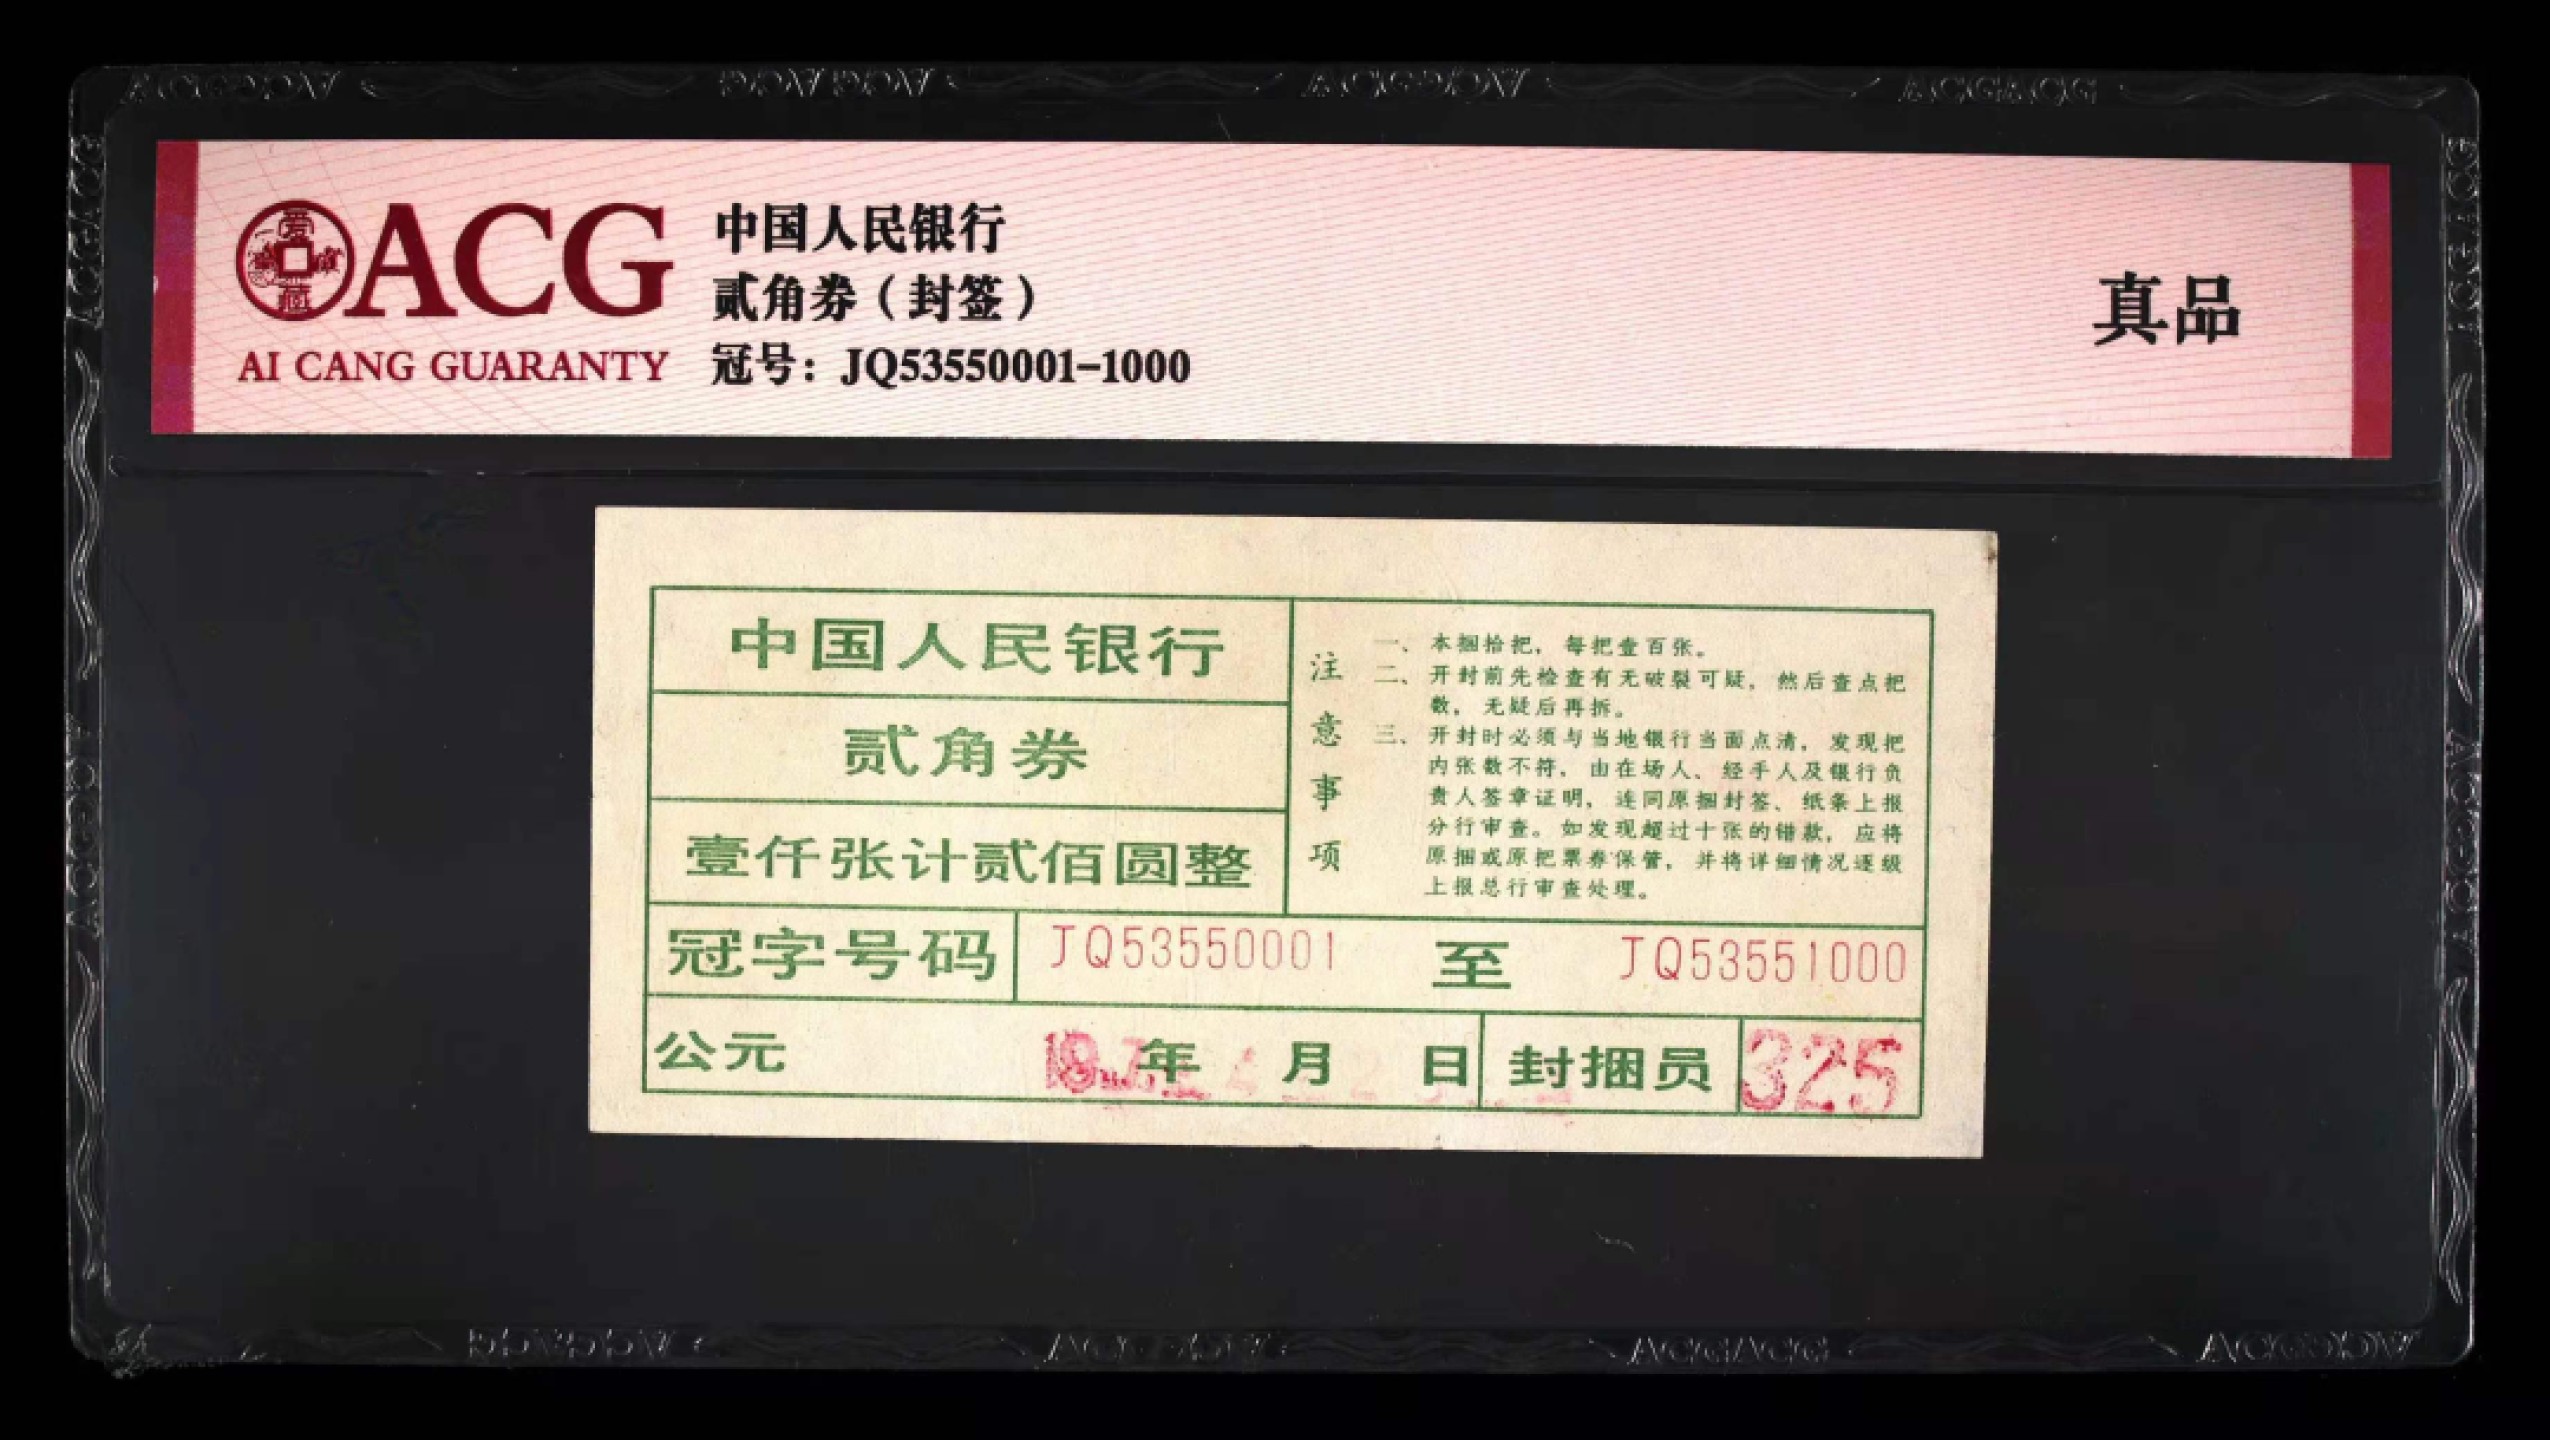 ACG
AI CANG GUARANTY
中国人民银行
贰角券（封签）
冠号：JQ53550001-1000
真品
中国人民银行
贰角券
壹仟张计贰佰圆整
注意事项
一、本捆拾把，每把壹百张。
二、开封前先检查有无破裂可疑，然后查点把
数，无疑后再拆。
三、开封时必须与当地银行当面点清，发现把
内张数不符，由在场人、经手人及银行负
责人签章证明，连同原捆封签、纸条上报
分行审查。如发现超过十张的错款，应将
原捆或原把票券保管，并将详细情况逐级
上报总行审查处理。
冠字号码 JQ53550001 至 JQ53551000
公元 年 月 日 封捆员 325